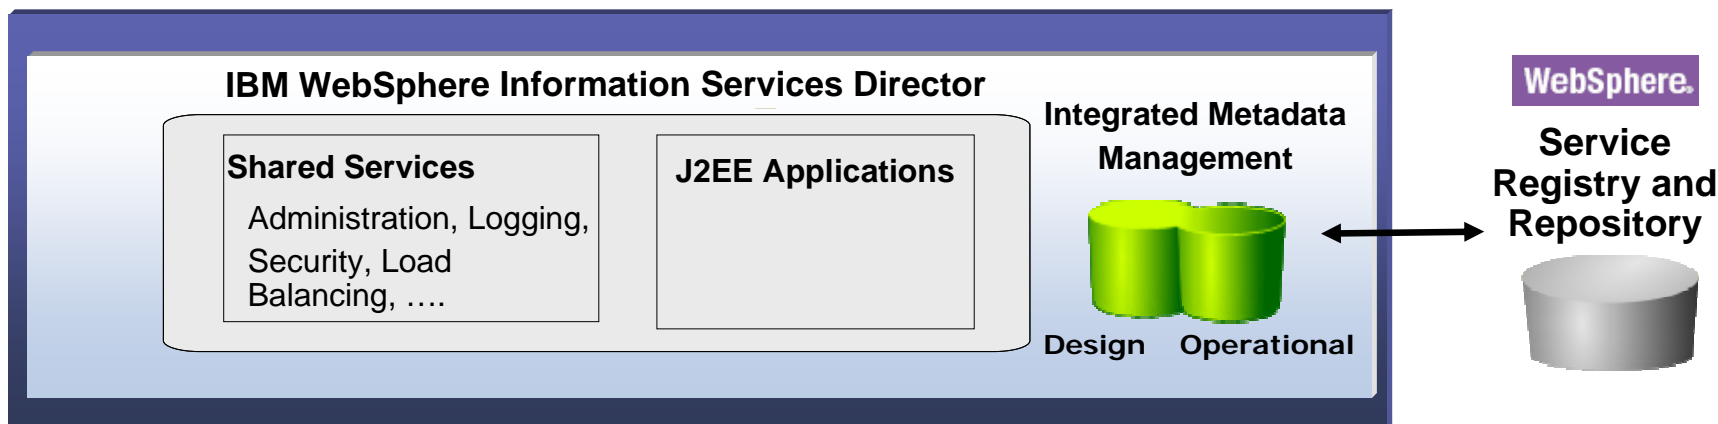 IBM WebSphere Information Services Director
Shared Services
Administration, Logging,
Security, Load
Balancing, ….
J2EE Applications
Integrated Metadata
Management
Design Operational
WebSphere.
Service
Registry and
Repository